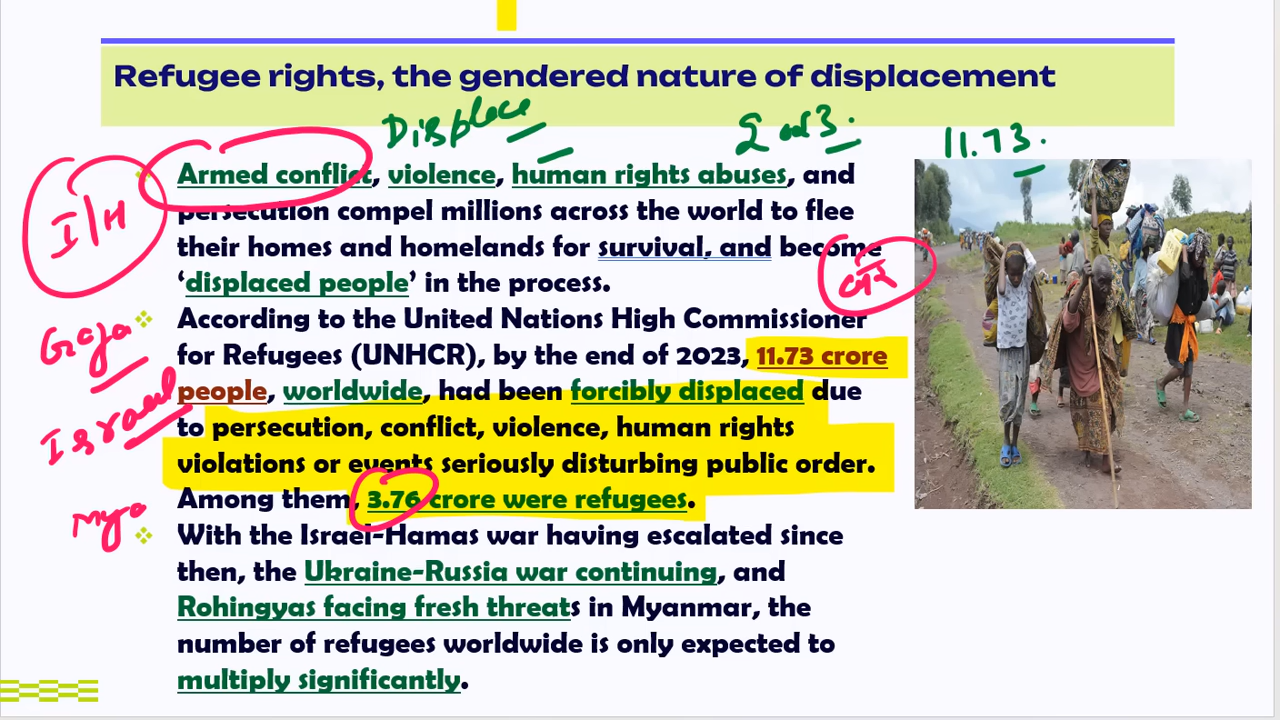 Refugee rights, the gendered nature of displacement
Displace
2 or 3.
11.73.
I/H
Armed conflict, violence, human rights abuses, and
persecution compel millions across the world to flee
their homes and homelands for survival, and become
‘displaced people’ in the process.
Gaja
According to the United Nations High Commissioner
for Refugees (UNHCR), by the end of 2023, 11.73 crore
people, worldwide, had been forcibly displaced due
Israel
to persecution, conflict, violence, human rights
violations or events seriously disturbing public order.
Among them, 3.76 crore were refugees.
Mya
With the Israel-Hamas war having escalated since
then, the Ukraine-Russia war continuing, and
Rohingyas facing fresh threats in Myanmar, the
number of refugees worldwide is only expected to
multiply significantly.